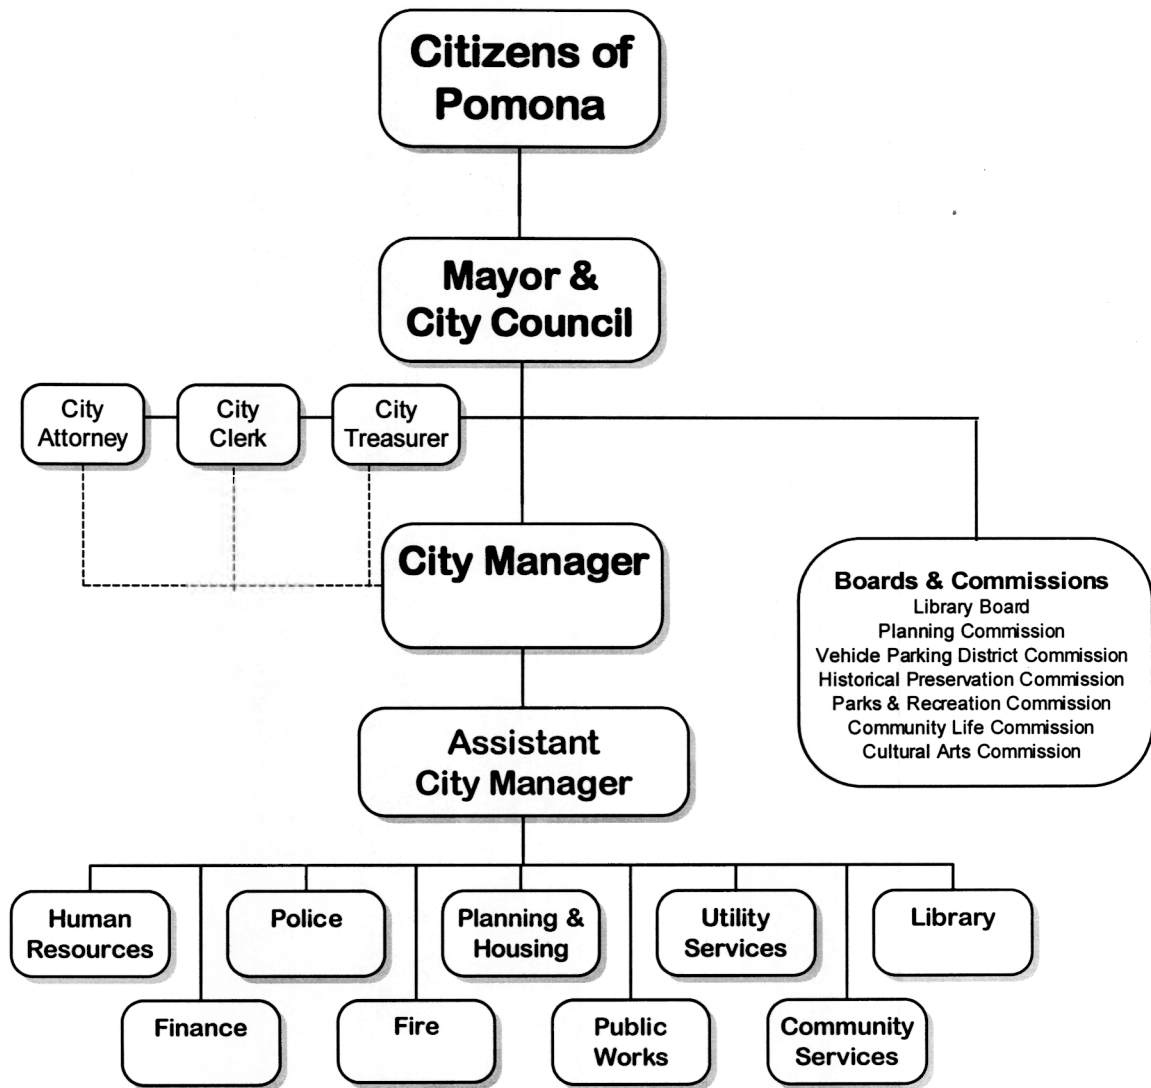 Citizens of
Pomona
Mayor &
City Council
City
Attorney
City
Clerk
City
Treasurer
City Manager
Boards & Commissions
Library Board
Planning Commission
Vehicle Parking District Commission
Historical Preservation Commission
Parks & Recreation Commission
Community Life Commission
Cultural Arts Commission
Assistant
City Manager
Human
Resources
Police
Planning &
Housing
Utility
Services
Library
Finance
Fire
Public
Works
Community
Services